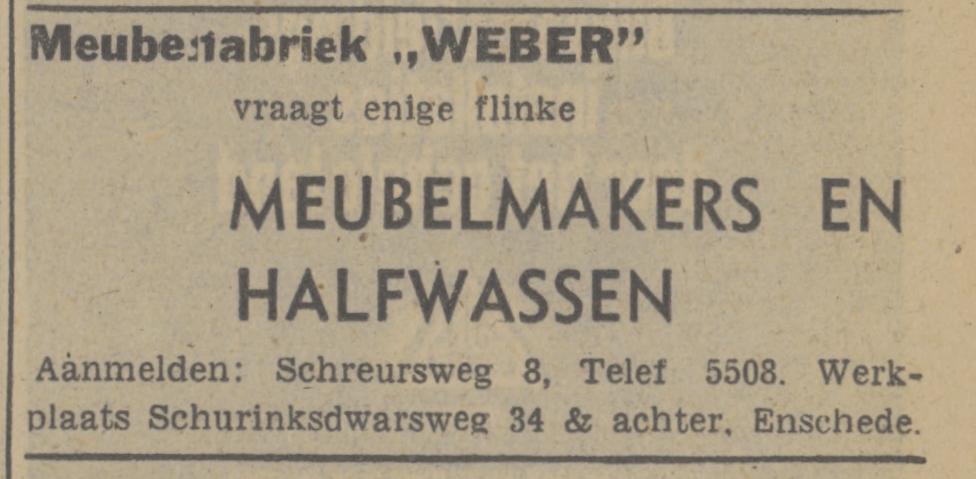 Meubelfabriek „WEBER”
vraagt enige flinke
MEUBELMAKERS EN
HALFWASSEN
Aanmelden: Schreursweg 8, Telef 5508. Werk-
plaats Schurinksdwarsweg 34 & achter, Enschede.